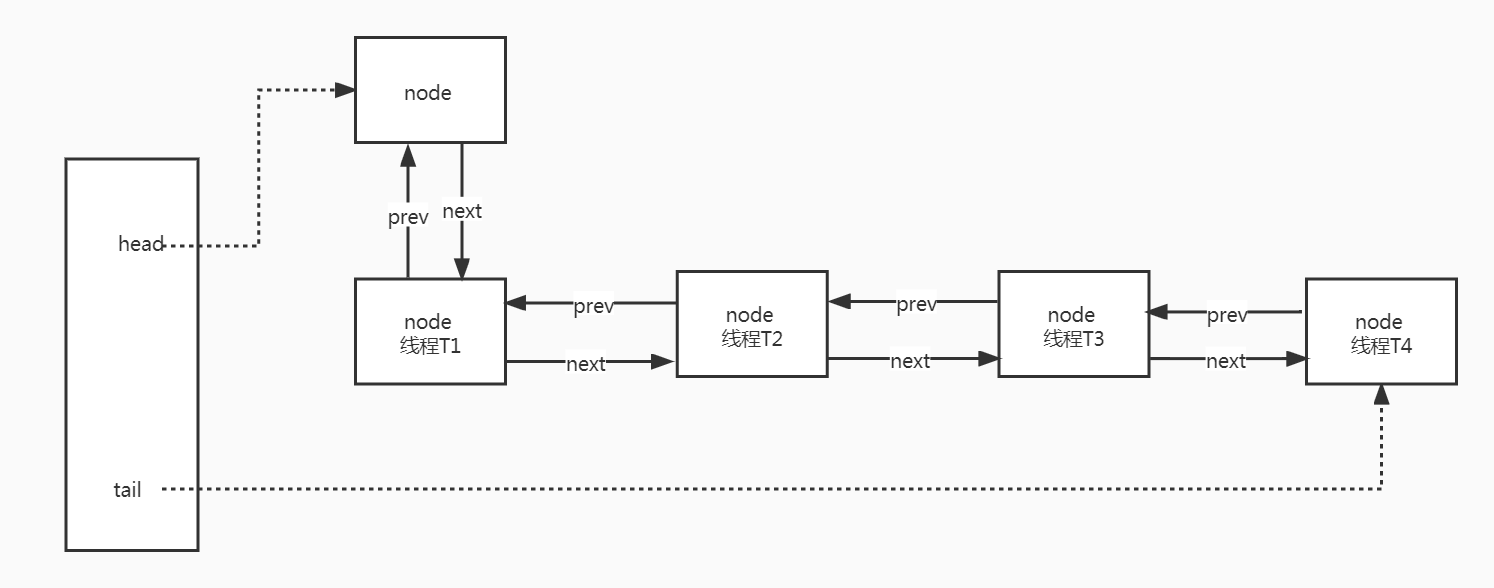 node
head
prev
next
node
线程T1
prev
next
node
线程T2
prev
next
node
线程T3
prev
next
node
线程T4
tail